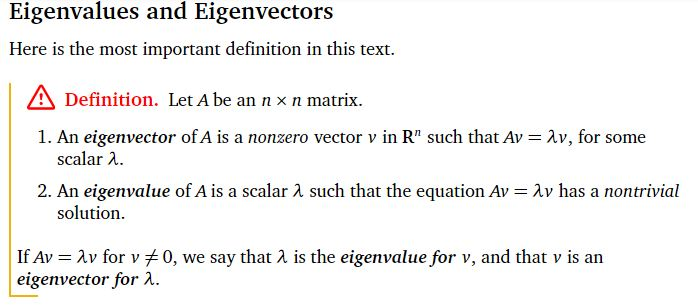 Eigenvalues and Eigenvectors
Here is the most important definition in this text.
Definition. Let A be an n × n matrix.
1. An eigenvector of A is a nonzero vector v in Rⁿ such that Av = λv, for some
scalar λ.
2. An eigenvalue of A is a scalar λ such that the equation Av = λv has a nontrivial
solution.
If Av = λv for v ≠ 0, we say that λ is the eigenvalue for v, and that v is an
eigenvector for λ.